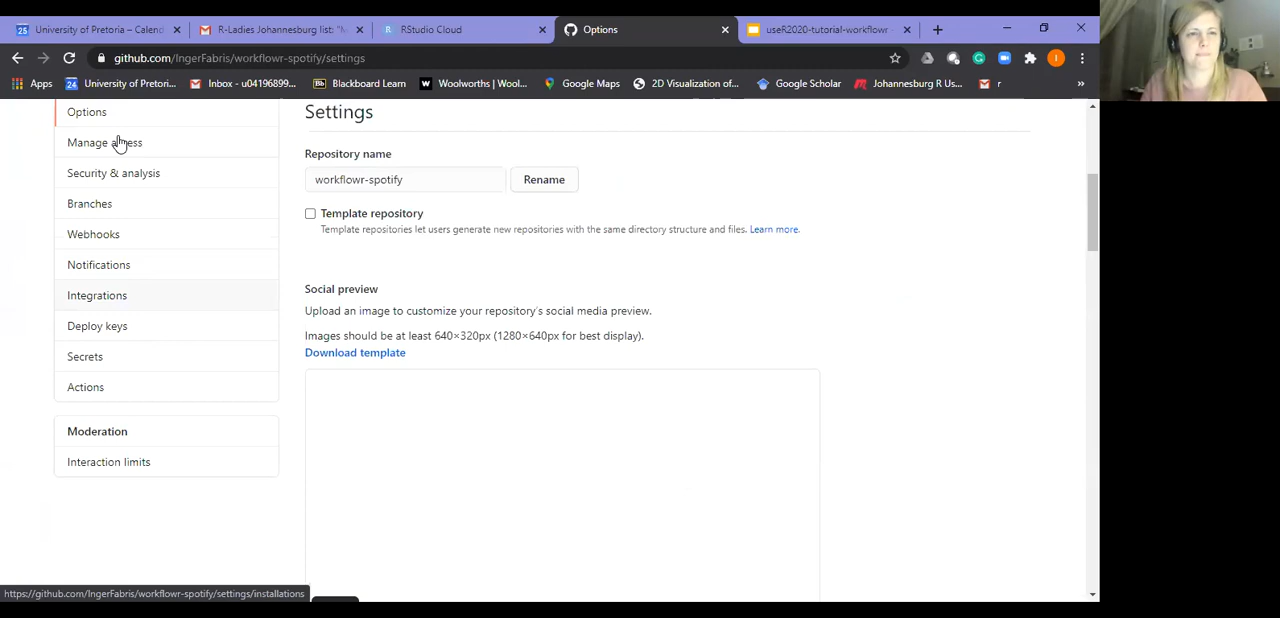 University of Pretoria – Calend
R-Ladies Johannesburg list: "M
RStudio Cloud
Options
useR2020-tutorial-workflowr -
github.com/IngerFabris/workflowr-spotify/settings
Apps
University of Pretori...
Inbox - u04196899...
Blackboard Learn
Woolworths | Wool...
Google Maps
2D Visualization of...
Google Scholar
Johannesburg R Us...
r
»
Options
Manage access
Security & analysis
Branches
Webhooks
Notifications
Integrations
Deploy keys
Secrets
Actions
Moderation
Interaction limits
Settings
Repository name
workflowr-spotify
Rename
Template repository
Template repositories let users generate new repositories with the same directory structure and files. Learn more.
Social preview
Upload an image to customize your repository's social media preview.
Images should be at least 640×320px (1280×640px for best display).
Download template
https://github.com/IngerFabris/workflowr-spotify/settings/installations